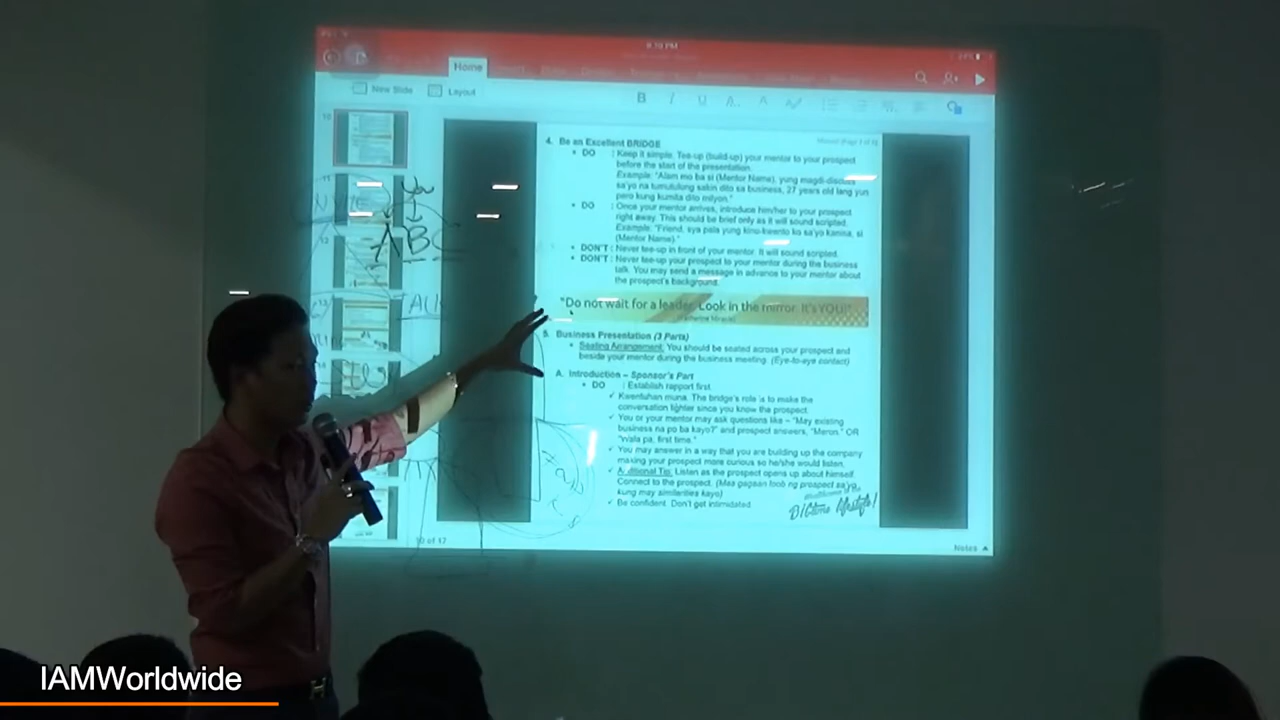 9:20 PM
Home
New Slide
Layout
B I U A
4. Be an Excellent BRIDGE
• DO : Keep it simple. Tee-up (build-up) your mentor to your prospect
before the start of the presentation.
Example: "Alam mo ba si (Mentor Name), yung magdi-discuss
sa'yo na tumutulong sakin dito sa business, 27 years old lang yun
pero kung kumita dito milyon."
• DO : Once your mentor arrives, introduce him/her to your prospect
right away. This should be brief only as it will sound scripted.
Example: "Friend, sya pala yung kinu-kwento ko sa'yo kanina, si
(Mentor Name)."
• DON'T : Never tee-up in front of your mentor. It will sound scripted.
• DON'T : Never tee-up your prospect to your mentor during the business
talk. You may send a message in advance to your mentor about
the prospect's background.
"Do not wait for a leader. Look in the mirror. It's YOU!"
5. Business Presentation (3 Parts)
• Seating Arrangement: You should be seated across your prospect and
beside your mentor during the business meeting. (Eye-to-eye contact)
A. Introduction – Sponsor's Part
• DO : Establish rapport first.
✓ Kwentuhan muna. The bridge's role is to make the
conversation lighter since you know the prospect.
✓ You or your mentor may ask questions like – "May existing
business na po ba kayo?" and prospect answers, "Meron." OR
"Wala pa, first time."
✓ You may answer in a way that you are building up the company
making your prospect more curious so he/she would listen.
✓ Additional Tip: Listen as the prospect opens up about himself.
Connect to the prospect. (Mas gagaan loob ng prospect sa'yo
kung may similarities kayo)
✓ Be confident. Don't get intimidated.
lifestyle!
10 of 17
Notes
ABC
TALK
IAMWorldwide